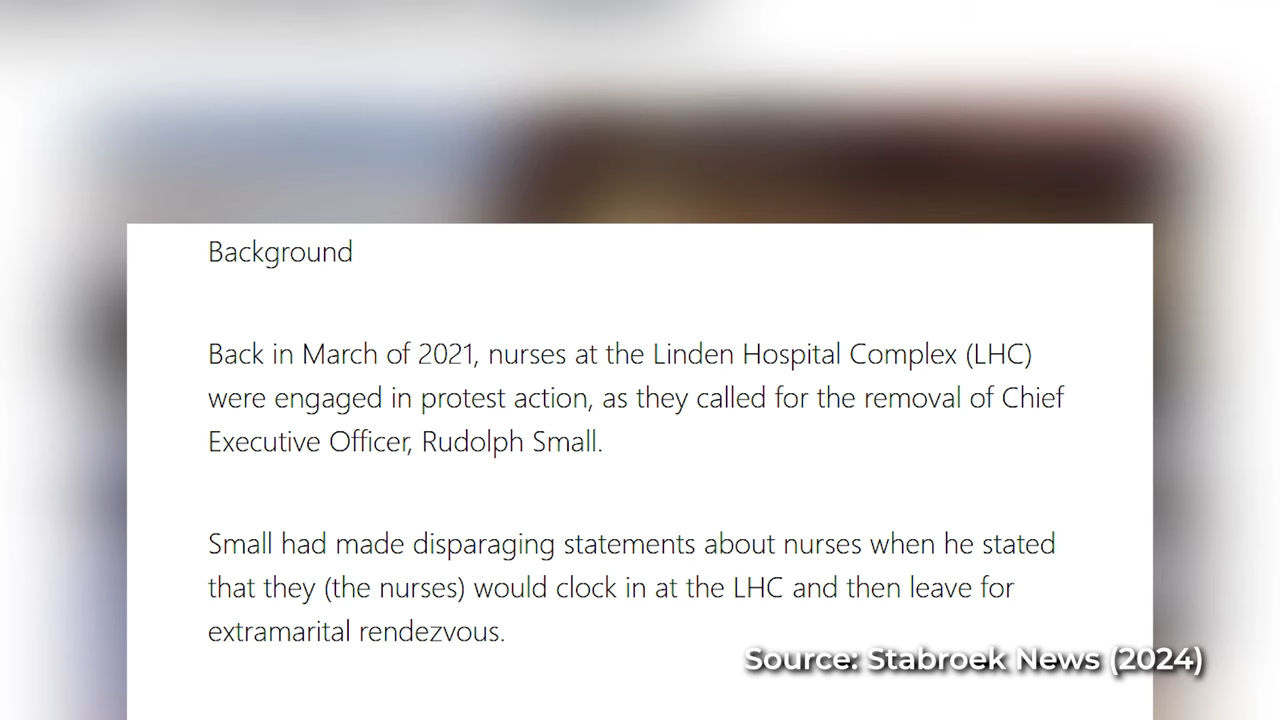 Background
Back in March of 2021, nurses at the Linden Hospital Complex (LHC)
were engaged in protest action, as they called for the removal of Chief
Executive Officer, Rudolph Small.
Small had made disparaging statements about nurses when he stated
that they (the nurses) would clock in at the LHC and then leave for
extramarital rendezvous.
Source: Stabroek News (2024)